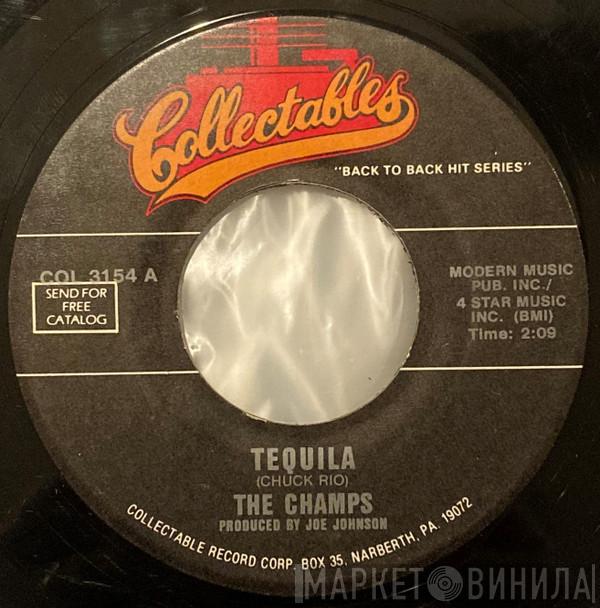 Collectables
"BACK TO BACK HIT SERIES"
COL 3154 A
SEND FOR
FREE
CATALOG
MODERN MUSIC
PUB. INC./
4 STAR MUSIC
INC. (BMI)
Time: 2:09
TEQUILA
(CHUCK RIO)
THE CHAMPS
PRODUCED BY JOE JOHNSON
COLLECTABLE RECORD CORP. BOX 35, NARBERTH, PA. 19072
МАРКЕТ ВИНИЛА